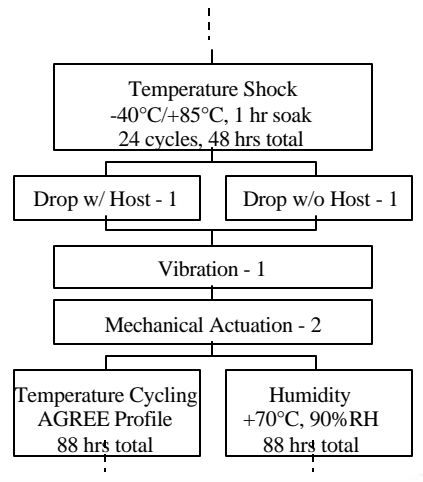 Temperature Shock
-40°C/+85°C, 1 hr soak
24 cycles, 48 hrs total
Drop w/ Host - 1
Drop w/o Host - 1
Vibration - 1
Mechanical Actuation - 2
Temperature Cycling
AGREE Profile
88 hrs total
Humidity
+70°C, 90%RH
88 hrs total